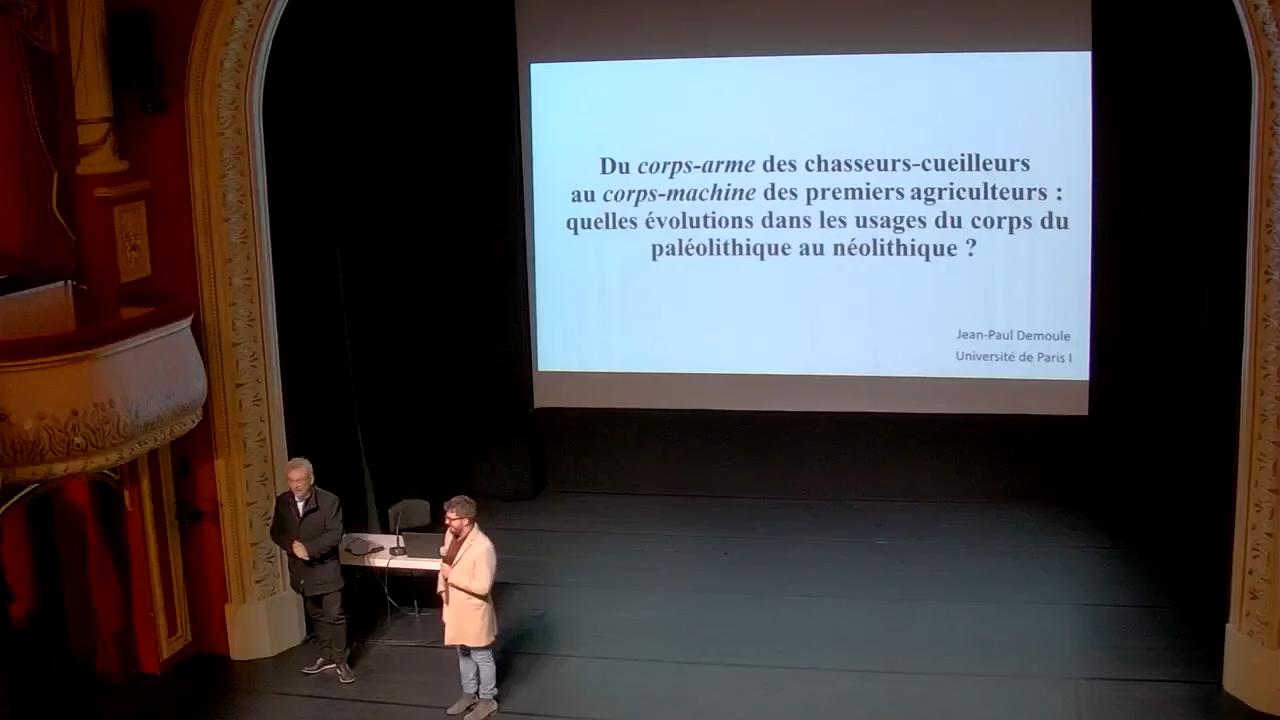 Du corps-arme des chasseurs-cueilleurs
au corps-machine des premiers agriculteurs :
quelles évolutions dans les usages du corps du
paléolithique au néolithique ?
Jean-Paul Demoule
Université de Paris I